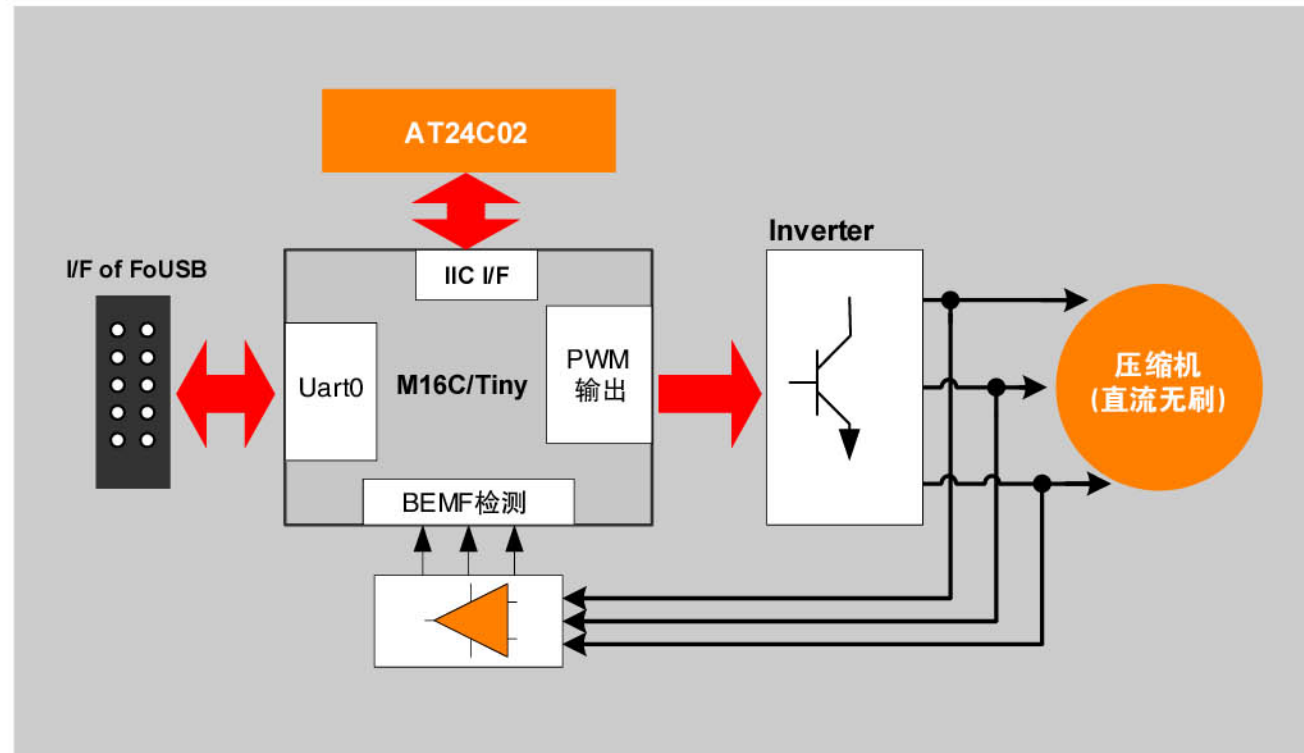 AT24C02
Inverter
I/F of FoUSB
IIC I/F
Uart0
M16C/Tiny
PWM
输出
压缩机
(直流无刷)
BEMF检测